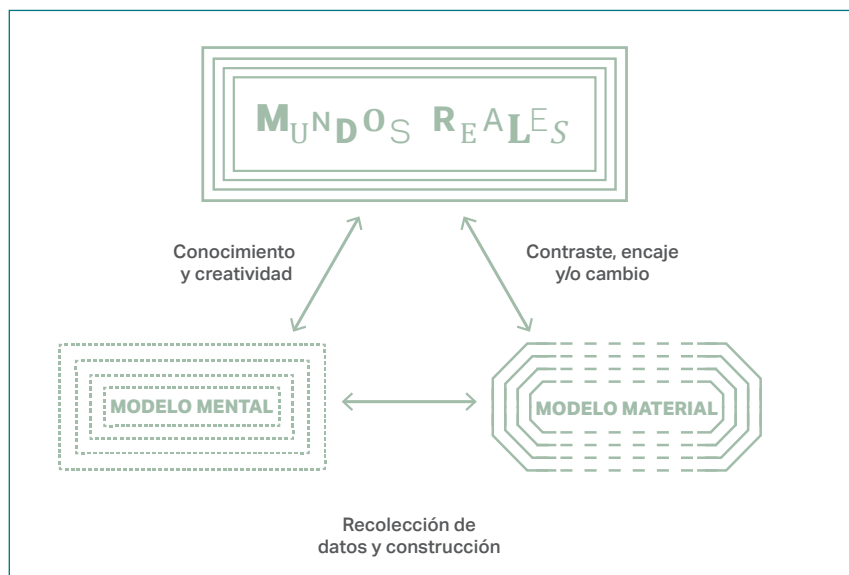 MUNDOS REALES
Conocimiento
y creatividad
Contraste, encaje
y/o cambio
MODELO MENTAL
MODELO MATERIAL
Recolección de
datos y construcción